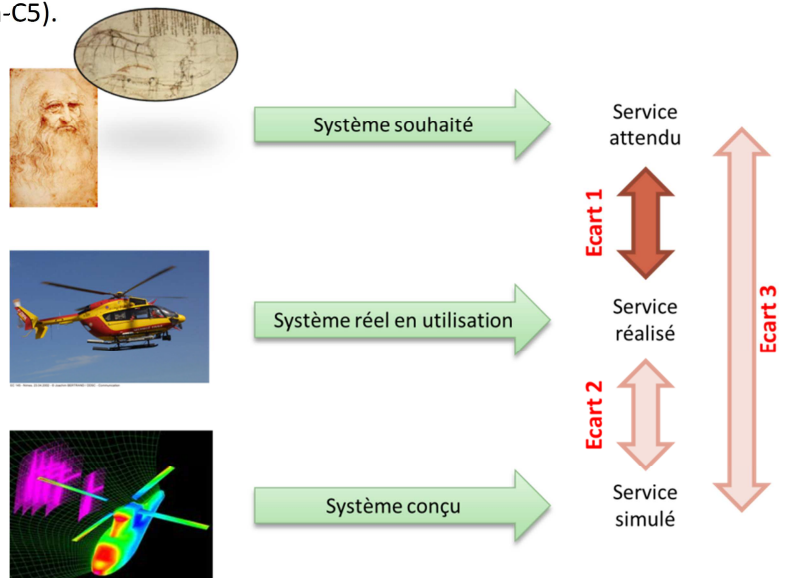 -C5).
Système souhaité
Service
attendu
Ecart 1
Système réel en utilisation
Service
réalisé
Ecart 3
Ecart 2
Système conçu
Service
simulé